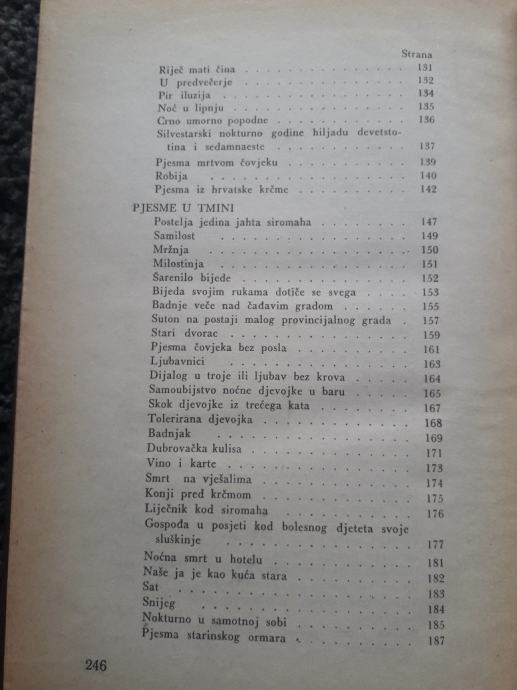 Strana
Riječ mati čina . . . . . . . . . . . 131
U predvečerje . . . . . . . . . . . 132
Pir iluzija . . . . . . . . . . . . 134
Noć u lipnju . . . . . . . . . . . 135
Crno umorno popodne . . . . . . . . . 136
Silvestarski nokturno godine hiljadu devetsto-
tina i sedamnaeste . . . . . . . . . 137
Pjesma mrtvom čovjeku . . . . . . . . 139
Robija . . . . . . . . . . . . 140
Pjesma iz hrvatske krčme . . . . . . . . 142
PJESME U TMINI
Postelja jedina jahta siromaha . . . . . . . 147
Samilost . . . . . . . . . . . . 149
Mržnja . . . . . . . . . . . . . 150
Milostinja . . . . . . . . . . . . 151
Šarenilo bijede . . . . . . . . . . . 152
Bijeda svojim rukama dotiče se svega . . . . 153
Badnje veče nad čađavim gradom . . . . . . 155
Suton na postaji malog provincijalnog grada . 157
Stari dvorac . . . . . . . . . . . 159
Pjesma čovjeka bez posla . . . . . . . . 161
Ljubavnici . . . . . . . . . . . . 163
Dijalog u troje ili ljubav bez krova . . . . . 164
Samoubijstvo noćne djevojke u baru . . . . . 165
Skok djevojke iz trećega kata . . . . . . . 167
Tolerirana djevojka . . . . . . . . . . 168
Badnjak . . . . . . . . . . . . 169
Dubrovačka kulisa . . . . . . . . . . 171
Vino i karte . . . . . . . . . . . . 173
Smrt na vješalima . . . . . . . . . . 174
Konji pred krčmom . . . . . . . . . . 175
Liječnik kod siromaha . . . . . . . . . 176
Gospođa u posjeti kod bolesnog djeteta svoje
sluškinje . . . . . . . . . . . 177
Noćna smrt u hotelu . . . . . . . . . . 181
Naše ja je kao kuća stara . . . . . . . . 182
Sat . . . . . . . . . . . . . . 183
Snijeg . . . . . . . . . . . . . 184
Nokturno u samotnoj sobi . . . . . . . . 185
Pjesma starinskog ormara . . . . . . . . 187
246